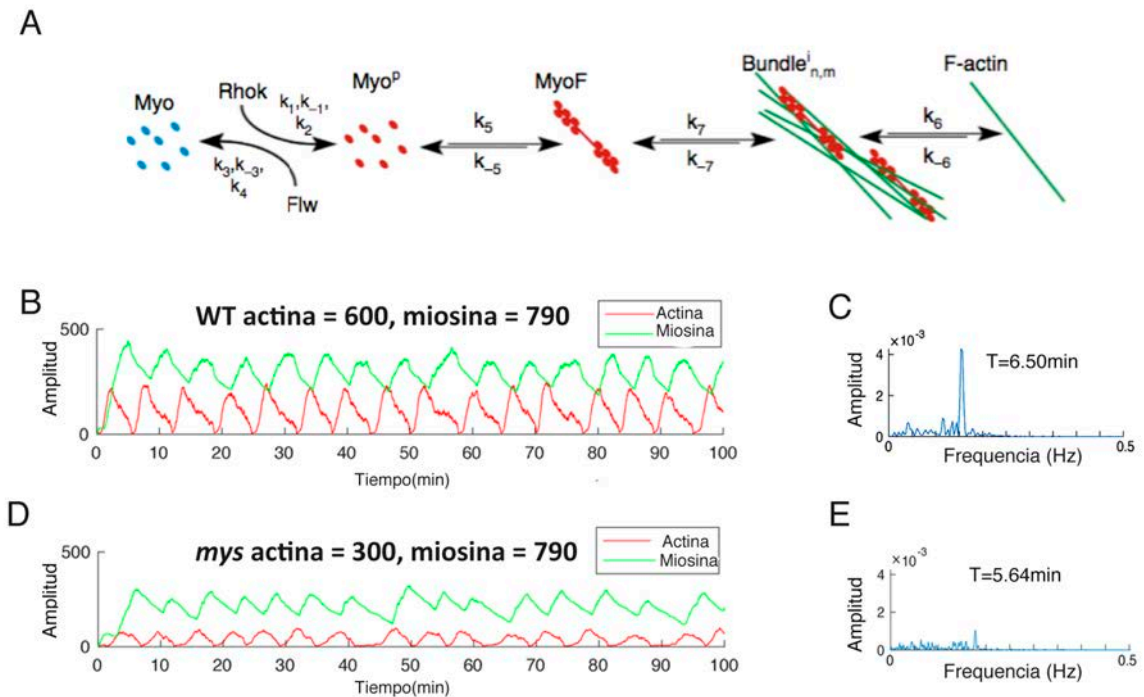 A
Myo
Rhok
k1,k−1,
k2
k3,k−3,
k4
Flw
Myo^p
k5
k−5
MyoF
k7
k−7
Bundle^i_n,m
k6
k−6
F-actin
B
WT actina = 600, miosina = 790
Actina
Miosina
Amplitud
500
0
0 10 20 30 40 50 60 70 80 90 100
Tiempo(min)
C
×10^-3
T=6.50min
Amplitud
4
2
0
0 0.5
Frequencia (Hz)
D
mys actina = 300, miosina = 790
Actina
Miosina
Amplitud
500
0
0 10 20 30 40 50 60 70 80 90 100
Tiempo(min)
E
×10^-3
T=5.64min
Amplitud
4
2
0
0 0.5
Frequencia (Hz)